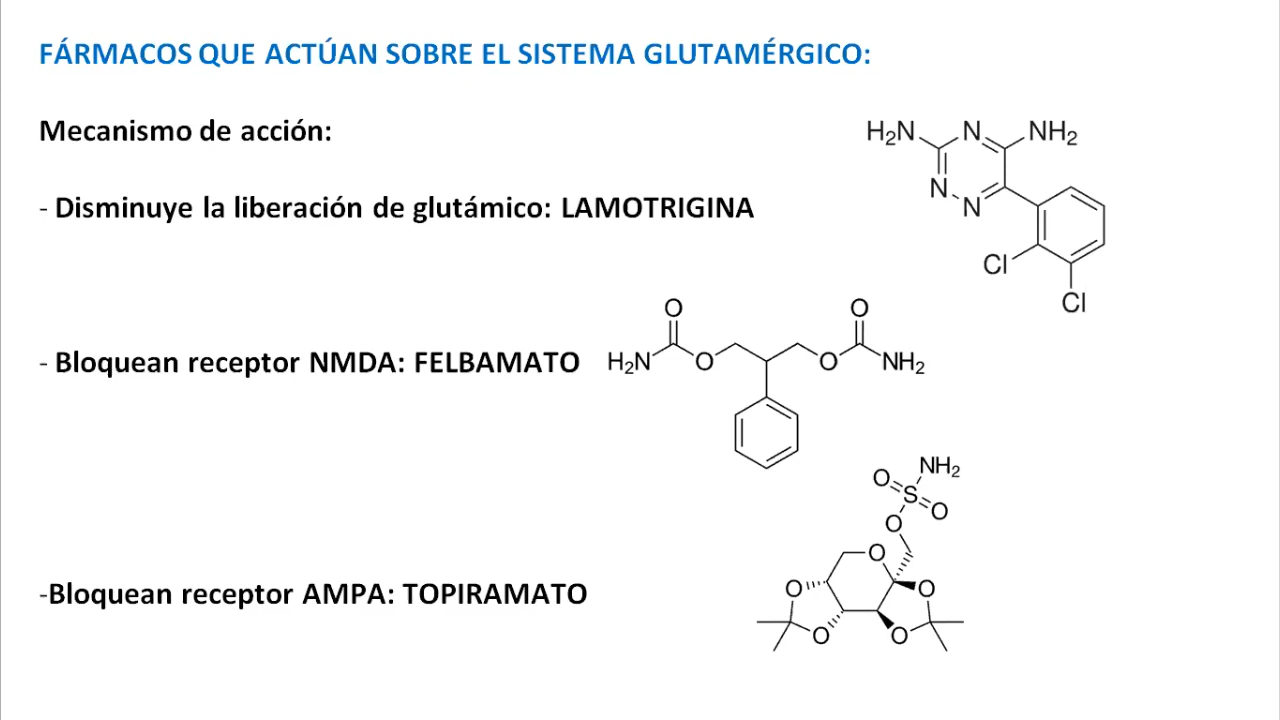 FÁRMACOS QUE ACTÚAN SOBRE EL SISTEMA GLUTAMÉRGICO:
Mecanismo de acción:
- Disminuye la liberación de glutámico: LAMOTRIGINA
H₂N N NH₂
N
N
Cl
Cl
- Bloquean receptor NMDA: FELBAMATO
O O
H₂N O O NH₂
-Bloquean receptor AMPA: TOPIRAMATO
NH₂
O
S
O
O
O
O O
O O